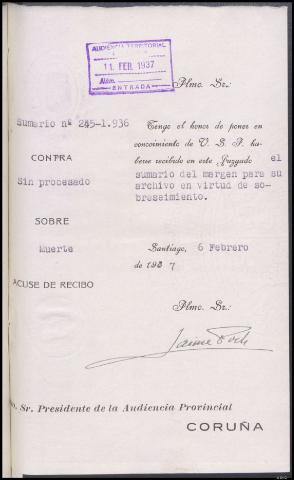 AUDIENCIA TERRITORIAL
11 FEB. 1937
ENTRADA
Ilmo. Sr.:
Sumario nº 245-1.936
CONTRA
Sin procesado
SOBRE
Muerte
ACUSE DE RECIBO
Tengo el honor de poner en
conocimiento de V. S. I. ha-
berse recibido en este Juzgado el
sumario del margen para su
archivo en virtud de so-
breseimiento.
Santiago, 6 Febrero
de 1937
Ilmo. Sr.:
Jaime
Sr. Presidente de la Audiencia Provincial
CORUÑA